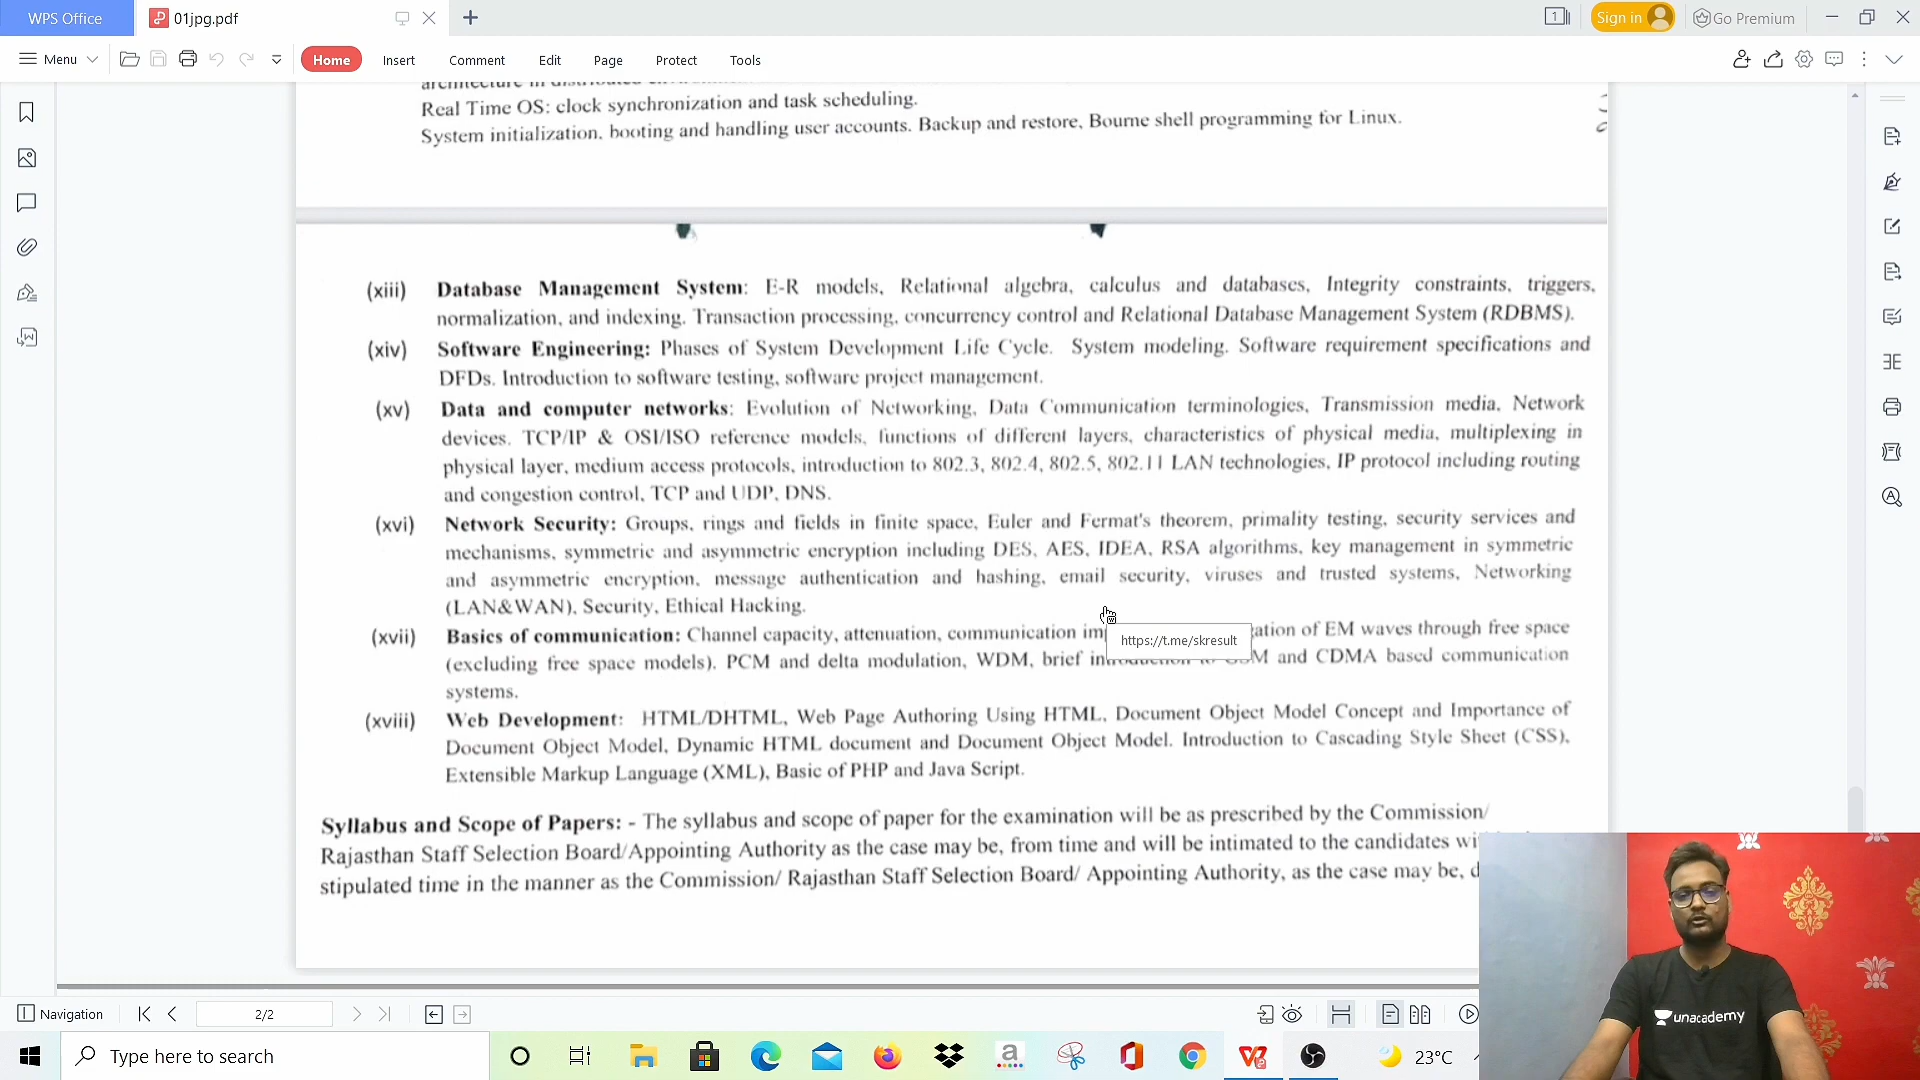 WPS Office
01jpg.pdf
1
Sign in
Go Premium
Menu
Home
Insert
Comment
Edit
Page
Protect
Tools
Real Time OS: clock synchronization and task scheduling.
System initialization. booting and handling user accounts. Backup and restore, Bourne shell programming for Linux.
(xiii) Database Management System: E-R models, Relational algebra, calculus and databases, Integrity constraints, triggers,
normalization, and indexing. Transaction processing, concurrency control and Relational Database Management System (RDBMS).
(xiv) Software Engineering: Phases of System Development Life Cycle. System modeling. Software requirement specifications and
DFDs. Introduction to software testing, software project management.
(xv) Data and computer networks: Evolution of Networking, Data Communication terminologies, Transmission media, Network
devices. TCP/IP & OSI/ISO reference models, functions of different layers, characteristics of physical media, multiplexing in
physical layer, medium access protocols, introduction to 802.3, 802.4, 802.5, 802.11 LAN technologies, IP protocol including routing
and congestion control, TCP and UDP, DNS.
(xvi) Network Security: Groups, rings and fields in finite space, Euler and Fermat's theorem, primality testing, security services and
mechanisms, symmetric and asymmetric encryption including DES, AES, IDEA, RSA algorithms, key management in symmetric
and asymmetric encryption, message authentication and hashing, email security, viruses and trusted systems, Networking
(LAN&WAN), Security, Ethical Hacking.
(xvii) Basics of communication: Channel capacity, attenuation, communication of EM waves through free space
https://t.me/skresult
(excluding free space models). PCM and delta modulation, WDM, brief and CDMA based communication
systems.
(xviii) Web Development: HTML/DHTML, Web Page Authoring Using HTML, Document Object Model Concept and Importance of
Document Object Model, Dynamic HTML document and Document Object Model. Introduction to Cascading Style Sheet (CSS),
Extensible Markup Language (XML), Basic of PHP and Java Script.
Syllabus and Scope of Papers: - The syllabus and scope of paper for the examination will be as prescribed by the Commission/
Rajasthan Staff Selection Board/Appointing Authority as the case may be, from time and will be intimated to the candidates
stipulated time in the manner as the Commission/ Rajasthan Staff Selection Board/ Appointing Authority, as the case may be,
unacademy
Navigation
2/2
Type here to search
23°C